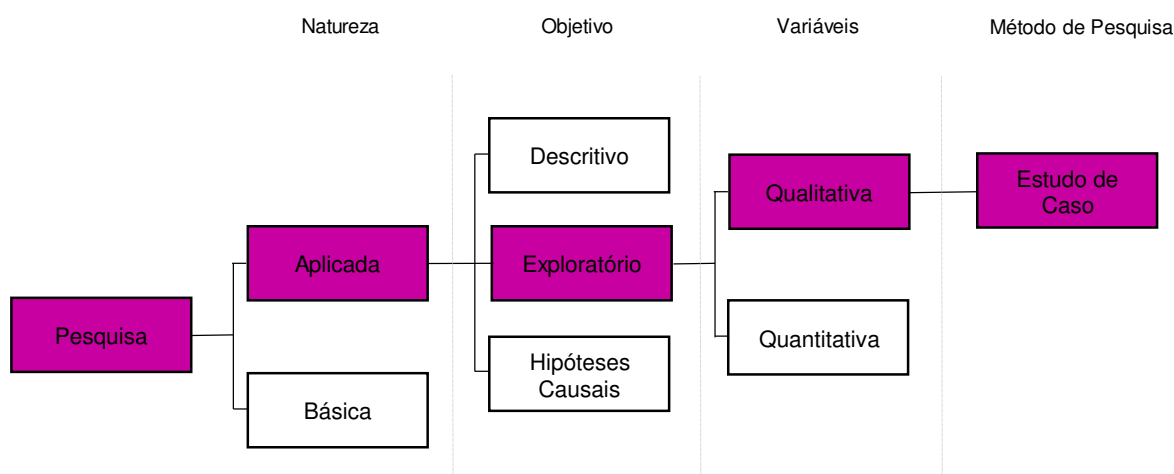 Natureza
Objetivo
Variáveis
Método de Pesquisa
Pesquisa
Aplicada
Básica
Descritivo
Exploratório
Hipóteses
Causais
Qualitativa
Quantitativa
Estudo de
Caso